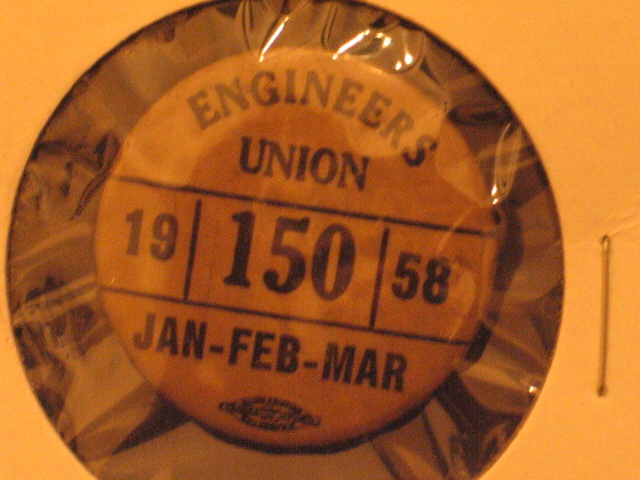 ENGINEERS
UNION
19 150 58
JAN-FEB-MAR